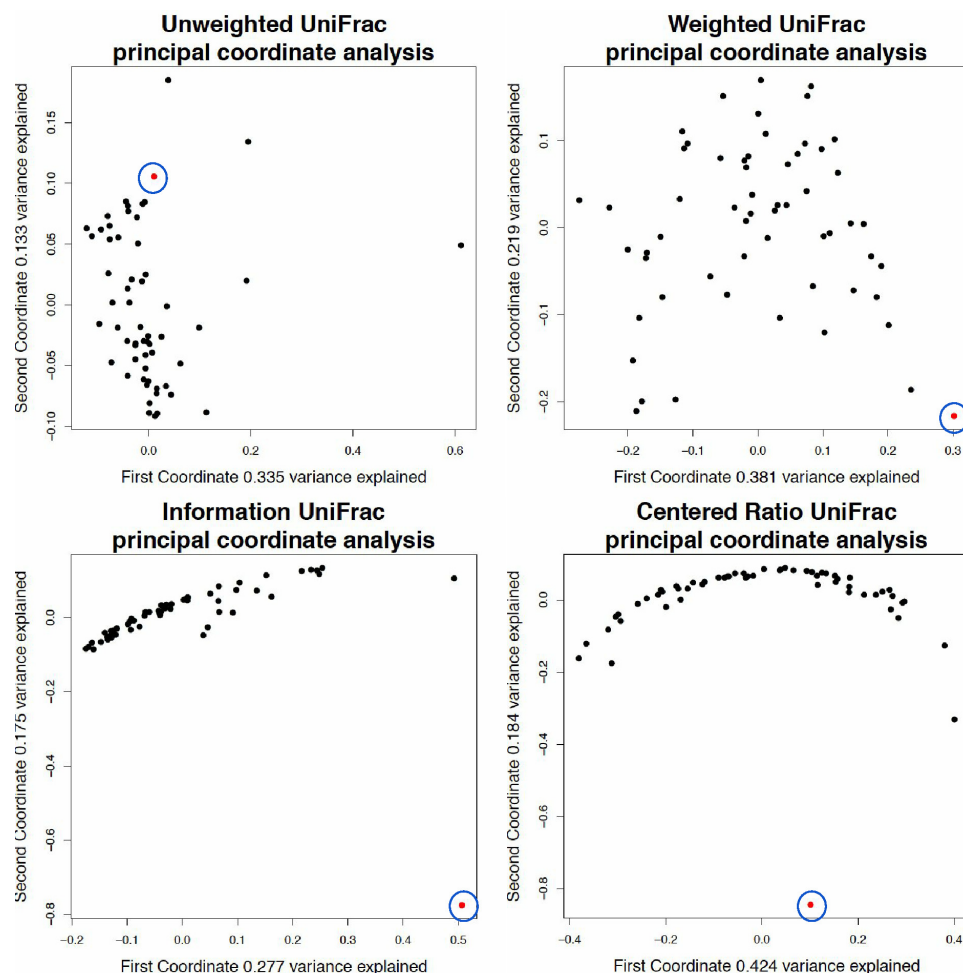 Unweighted UniFrac
principal coordinate analysis
Second Coordinate 0.133 variance explained
0.15
0.10
0.05
0.00
−0.05
−0.10
0.0 0.2 0.4 0.6
First Coordinate 0.335 variance explained
Weighted UniFrac
principal coordinate analysis
Second Coordinate 0.219 variance explained
0.1
0.0
−0.1
−0.2
−0.2 −0.1 0.0 0.1 0.2 0.3
First Coordinate 0.381 variance explained
Information UniFrac
principal coordinate analysis
Second Coordinate 0.175 variance explained
0.0
−0.2
−0.4
−0.6
−0.8
−0.2 −0.1 0.0 0.1 0.2 0.3 0.4 0.5
First Coordinate 0.277 variance explained
Centered Ratio UniFrac
principal coordinate analysis
Second Coordinate 0.184 variance explained
0.0
−0.2
−0.4
−0.6
−0.8
−0.4 −0.2 0.0 0.2 0.4
First Coordinate 0.424 variance explained